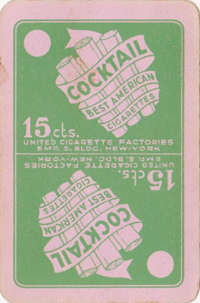 COCKTAIL
BEST AMERICAN
CIGARETTES
15 cts.
UNITED CIGARETTE FACTORIES
EMP. S. BLDG. NEW-YORK
EMP. S. BLDG. NEW-YORK
UNITED CIGARETTE FACTORIES
15 cts.
CIGARETTES
BEST AMERICAN
COCKTAIL